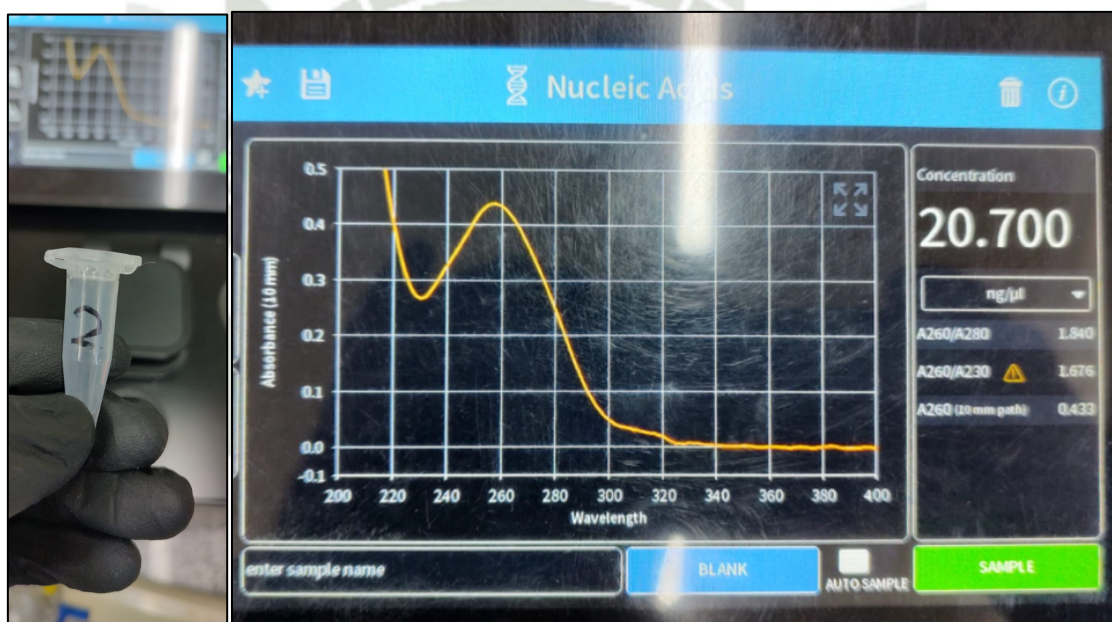 2
Nucleic Acids
0.5
0.4
0.3
0.2
0.1
0.0
-0.1
Absorbance (10 mm)
200 220 240 260 280 300 320 340 360 380 400
Wavelength
Concentration
20.700
ng/µl
A260/A280 1.840
A260/A230 1.676
A260 (10 mm path) 0.433
enter sample name
BLANK
AUTO SAMPLE
SAMPLE